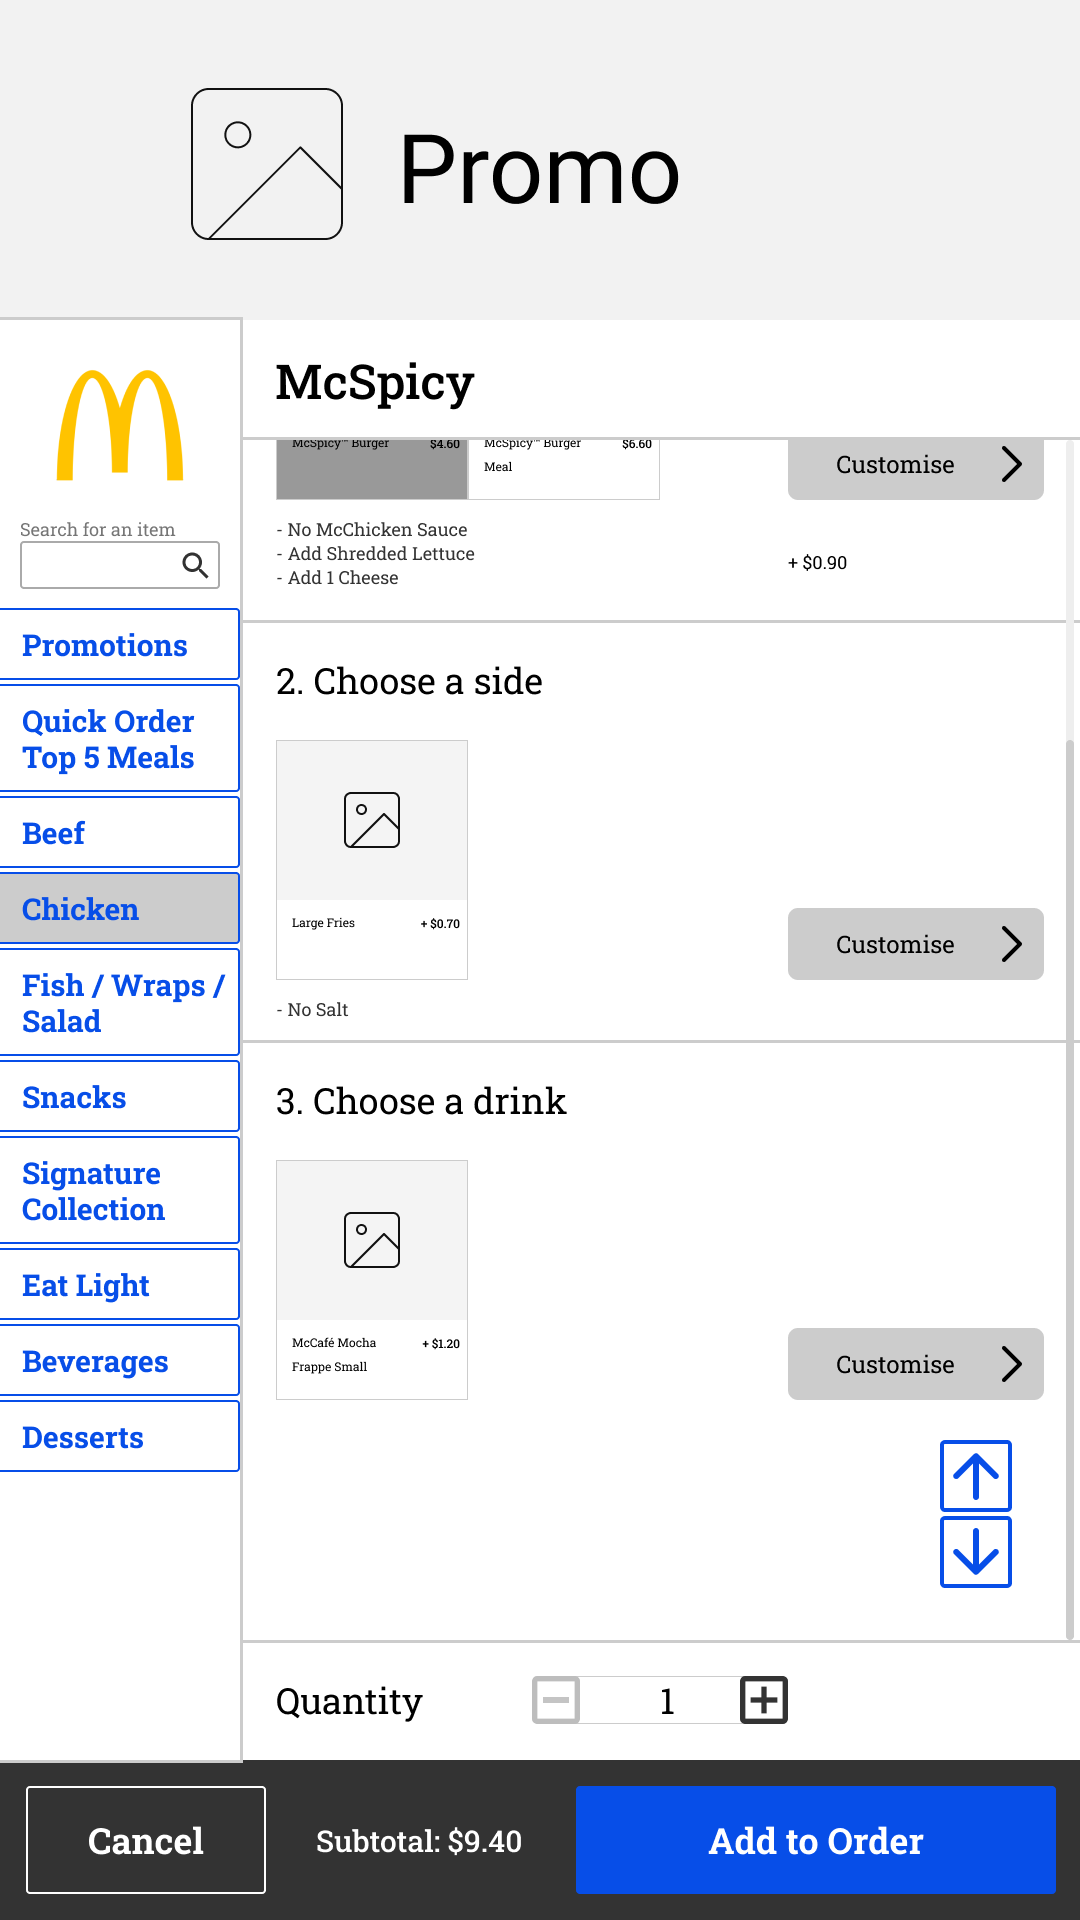 Promo
McSpicy
Search for an item
Promotions
Quick Order
Top 5 Meals
Beef
Chicken
Fish / Wraps /
Salad
Snacks
Signature
Collection
Eat Light
Beverages
Desserts
McSpicy™ Burger $4.60
McSpicy™ Burger $6.60
Meal
Customise
- No McChicken Sauce
- Add Shredded Lettuce
- Add 1 Cheese
+ $0.90
2. Choose a side
Large Fries + $0.70
Customise
- No Salt
3. Choose a drink
McCafé Mocha + $1.20
Frappe Small
Customise
Quantity 1
Cancel
Subtotal: $9.40
Add to Order